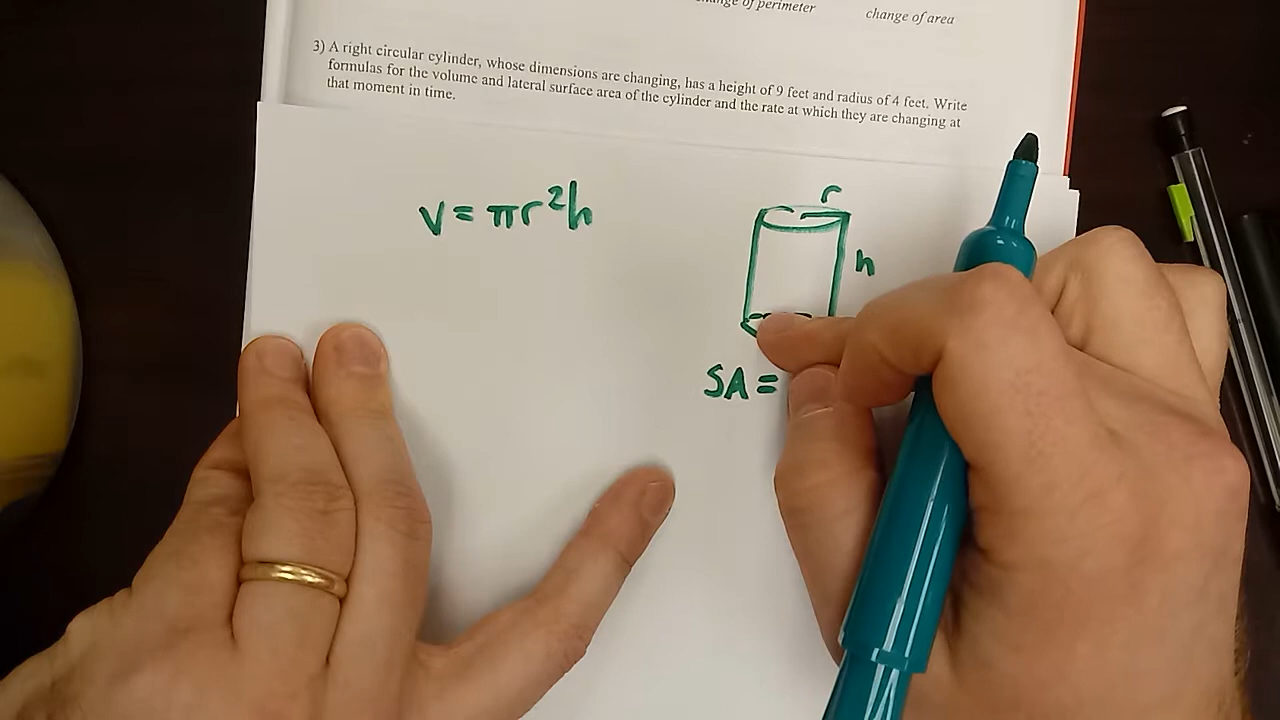 of perimeter change of area
3) A right circular cylinder, whose dimensions are changing, has a height of 9 feet and radius of 4 feet. Write
formulas for the volume and lateral surface area of the cylinder and the rate at which they are changing at
that moment in time.
V = πr²h
r
h
SA =